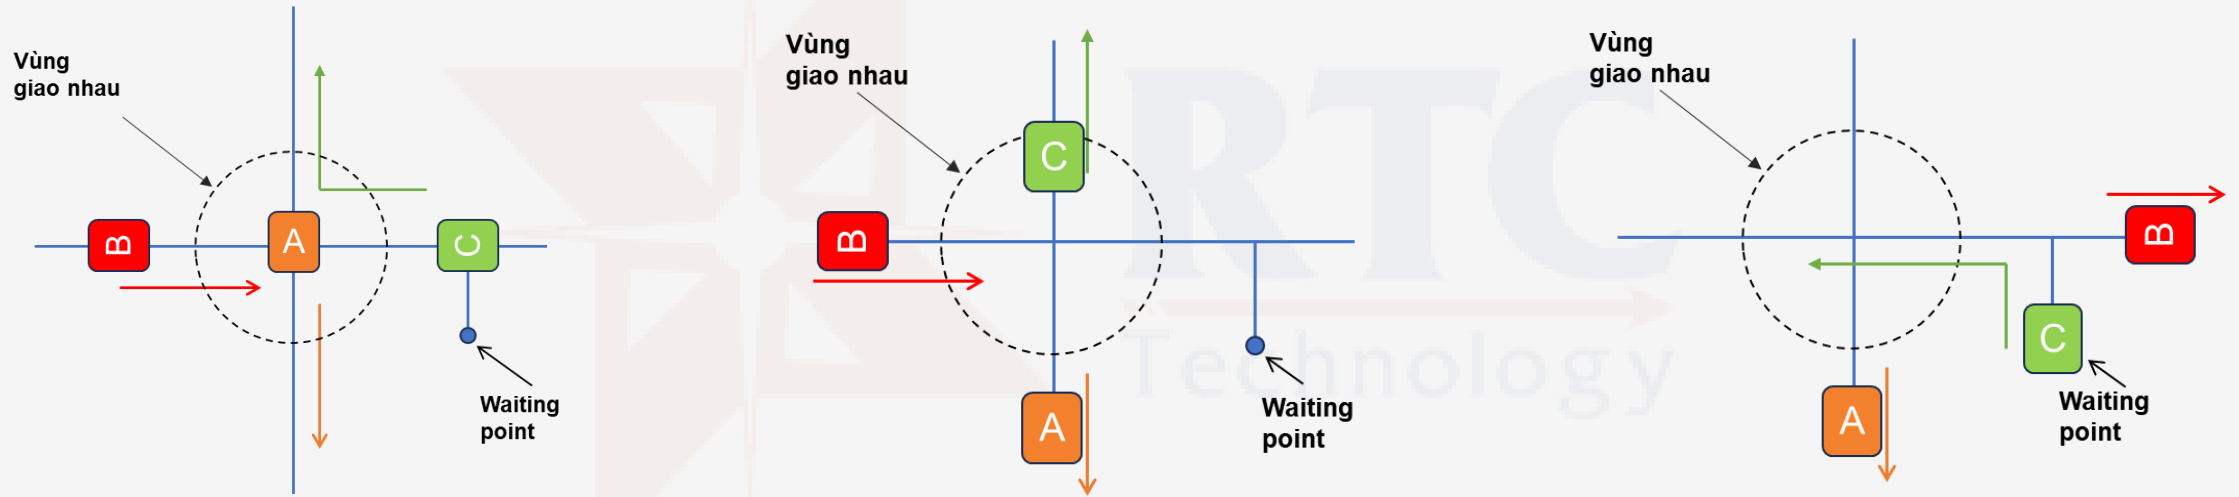 Vùng
giao nhau
B
A
C
Waiting
point
Vùng
giao nhau
C
B
A
Waiting
point
Vùng
giao nhau
B
C
A
Waiting
point
RTC
Technology